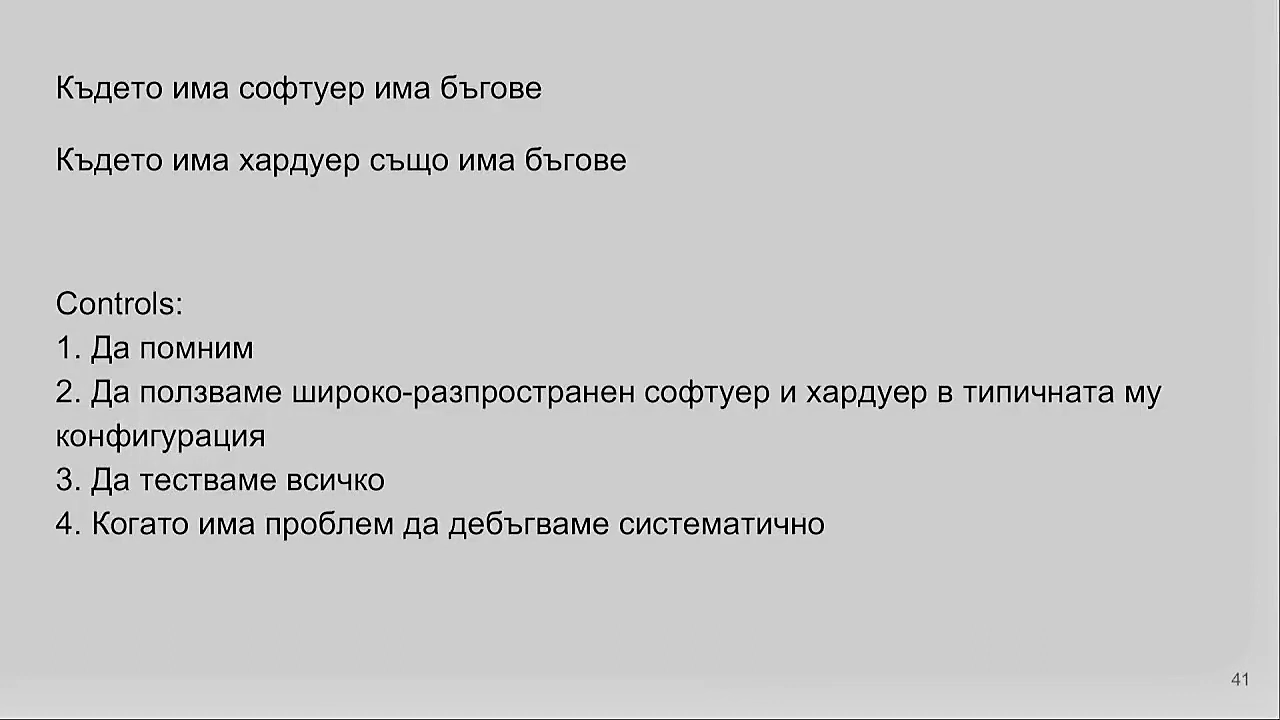 Където има софтуер има бъгове
Където има хардуер също има бъгове
Controls:
1. Да помним
2. Да ползваме широко-разпространен софтуер и хардуер в типичната му
конфигурация
3. Да тестваме всичко
4. Когато има проблем да дебъгваме систематично
41